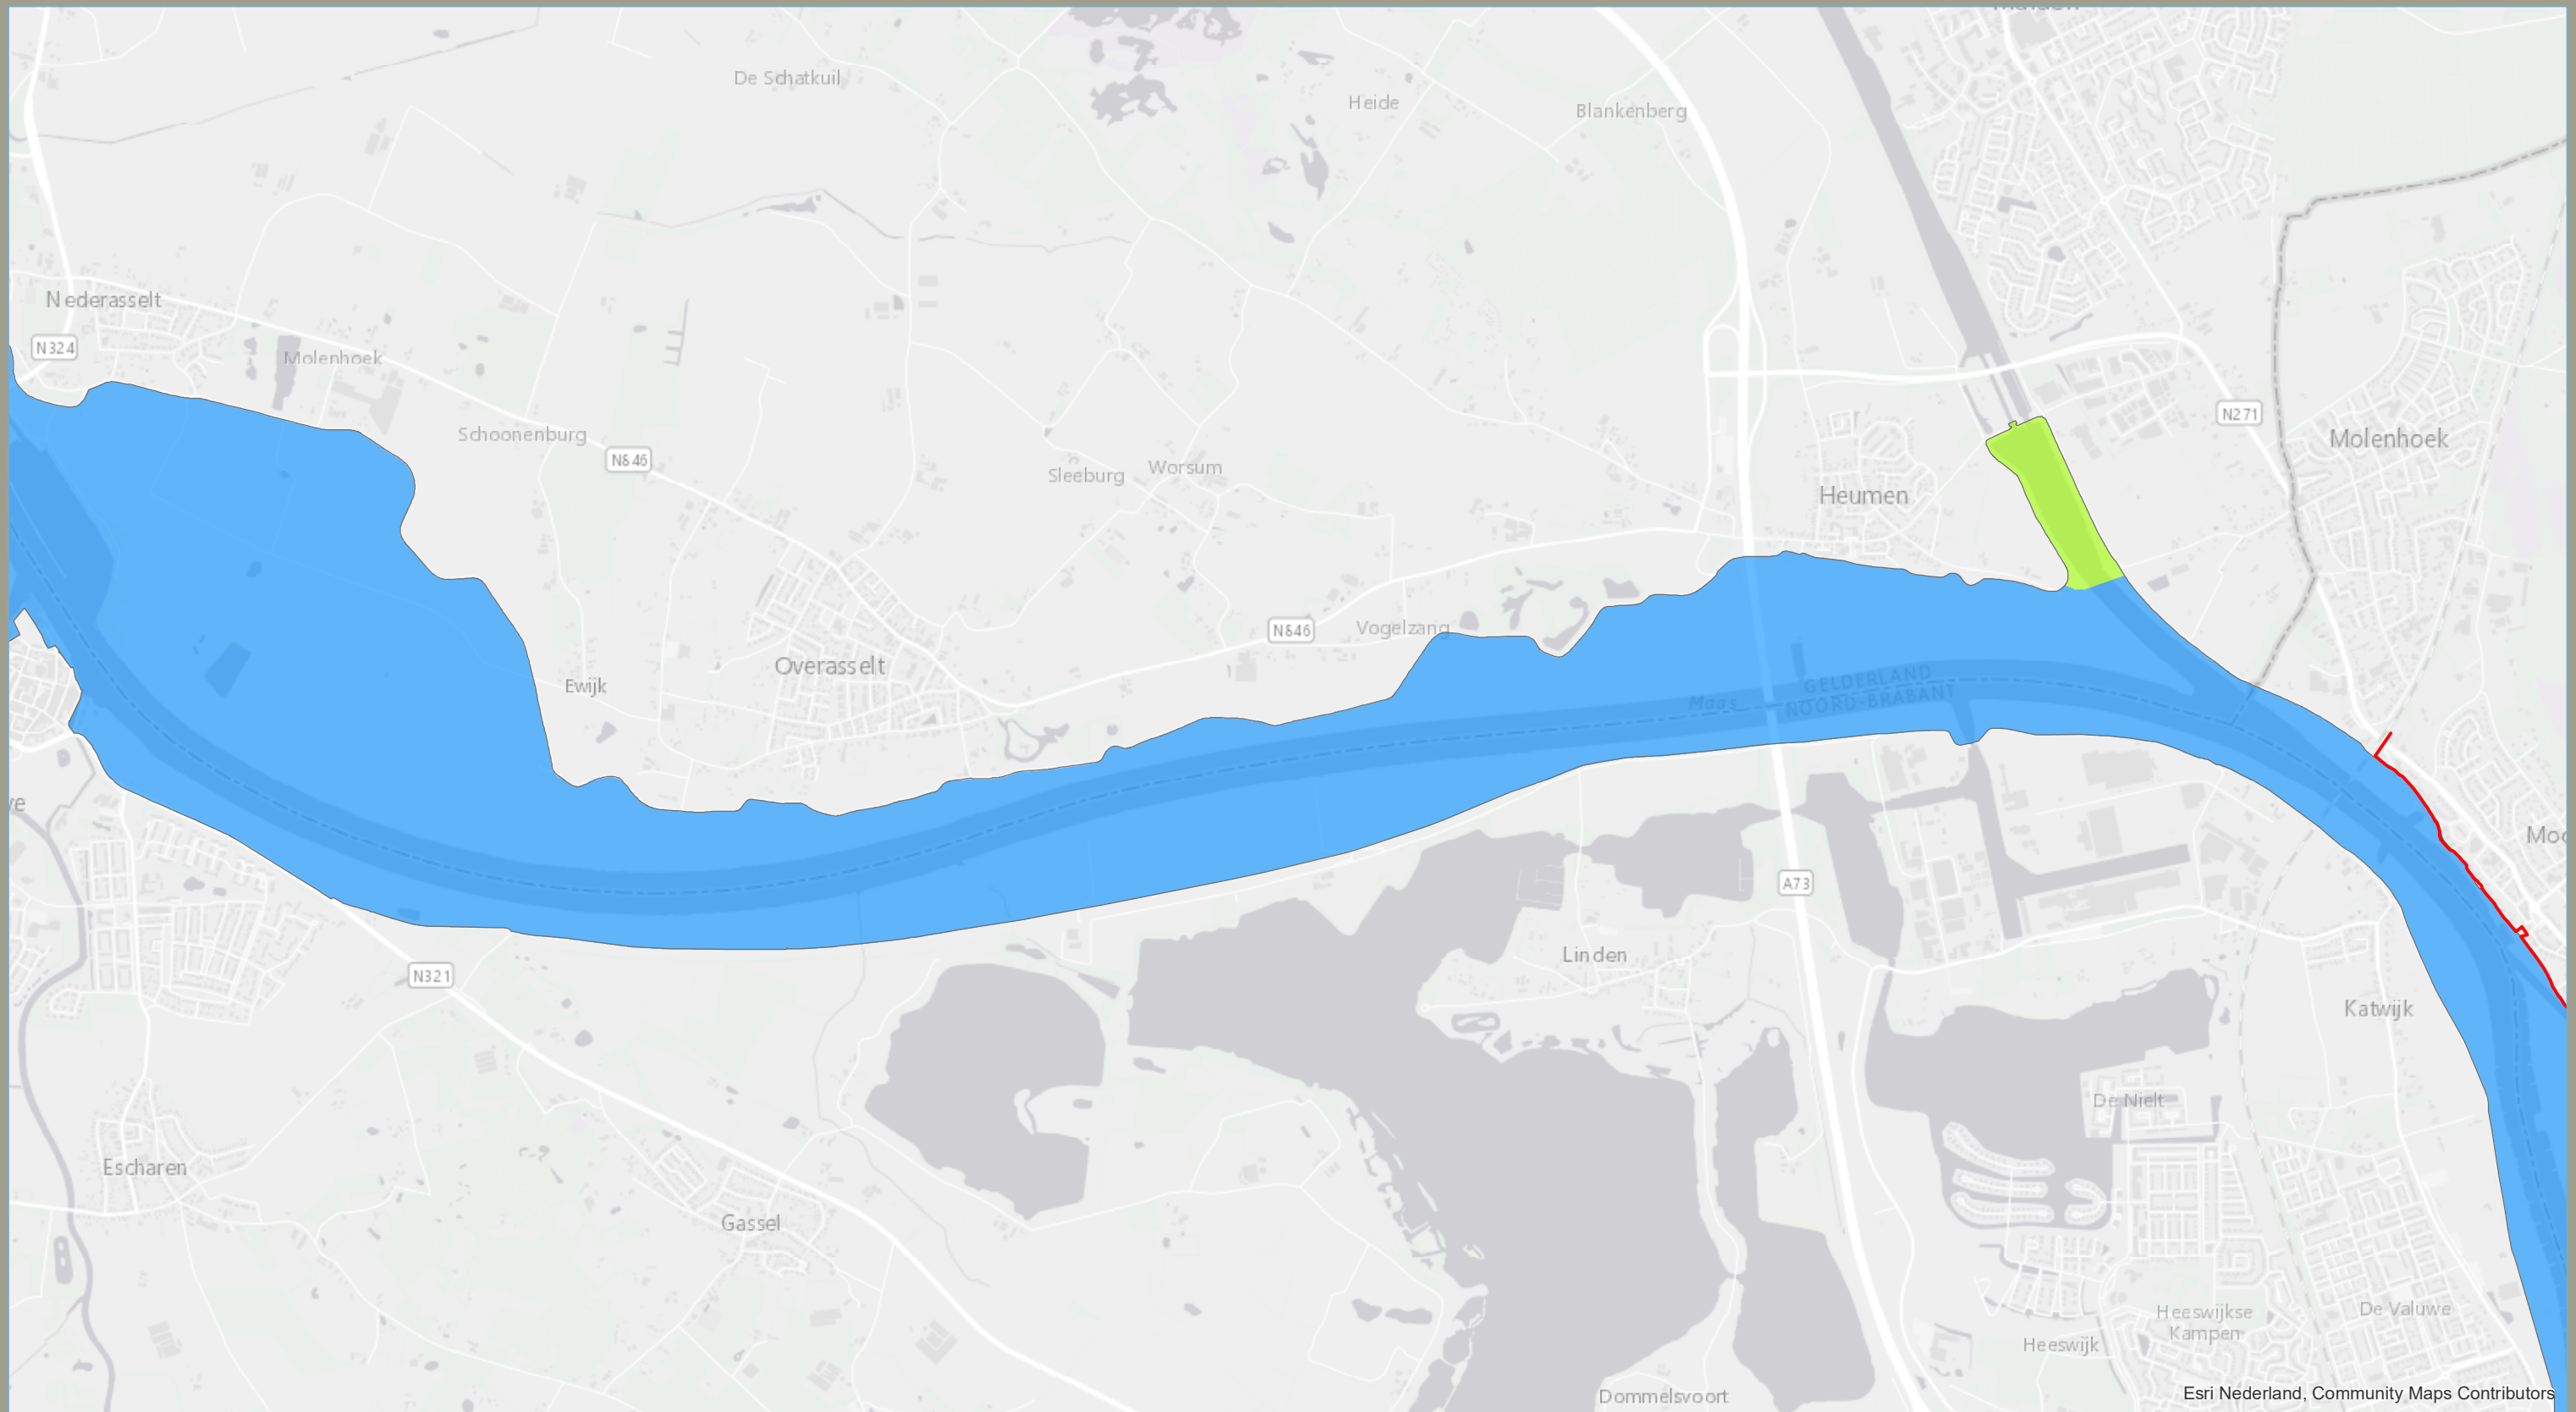 De Schatkuil
Heide
Blankenberg
Nederasselt
N324
Molenhoek
Schoonenburg
N846
Sleeburg
Worsum
Heumen
N271
Molenhoek
Ewijk
Overasselt
N846
Vogelzang
Maas
GELDERLAND
NOORD-BRABANT
A73
Linden
N321
Katwijk
De Nielt
Escharen
Gassel
Heeswijkse
Kampen
De Valuwe
Heeswijk
Dommelsvoort
Esri Nederland, Community Maps Contributors